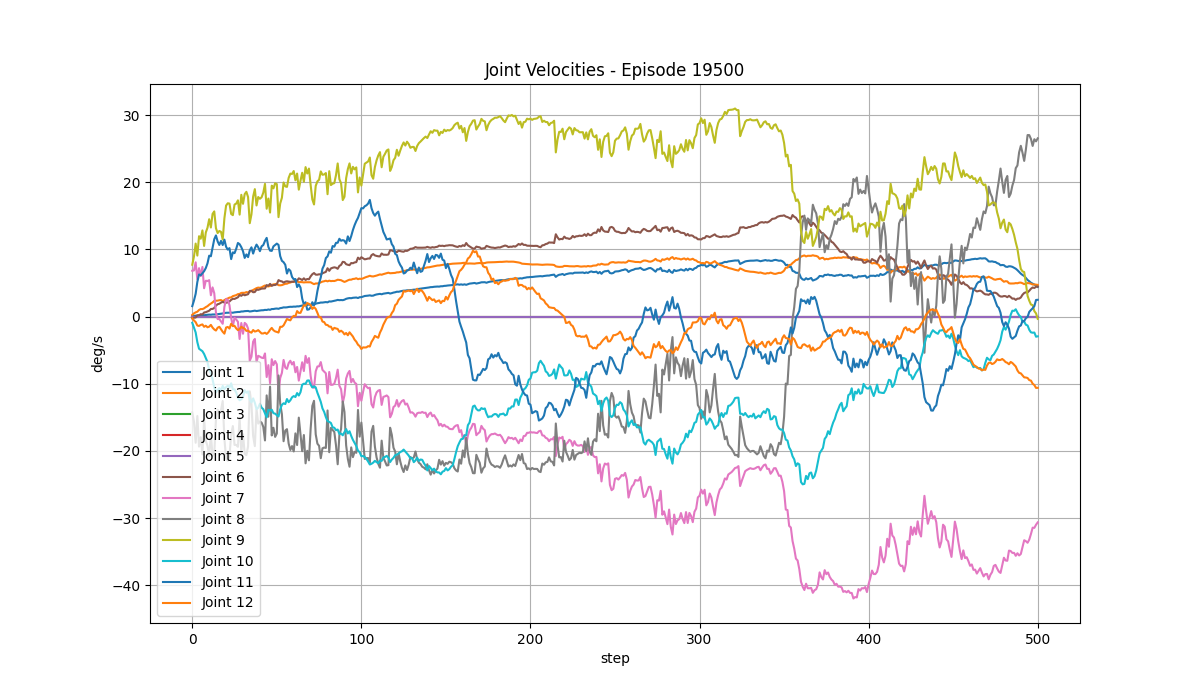 Joint Velocities - Episode 19500
deg/s
30
20
10
0
−10
−20
−30
−40
Joint 1
Joint 2
Joint 3
Joint 4
Joint 5
Joint 6
Joint 7
Joint 8
Joint 9
Joint 10
Joint 11
Joint 12
0 100 200 300 400 500
step